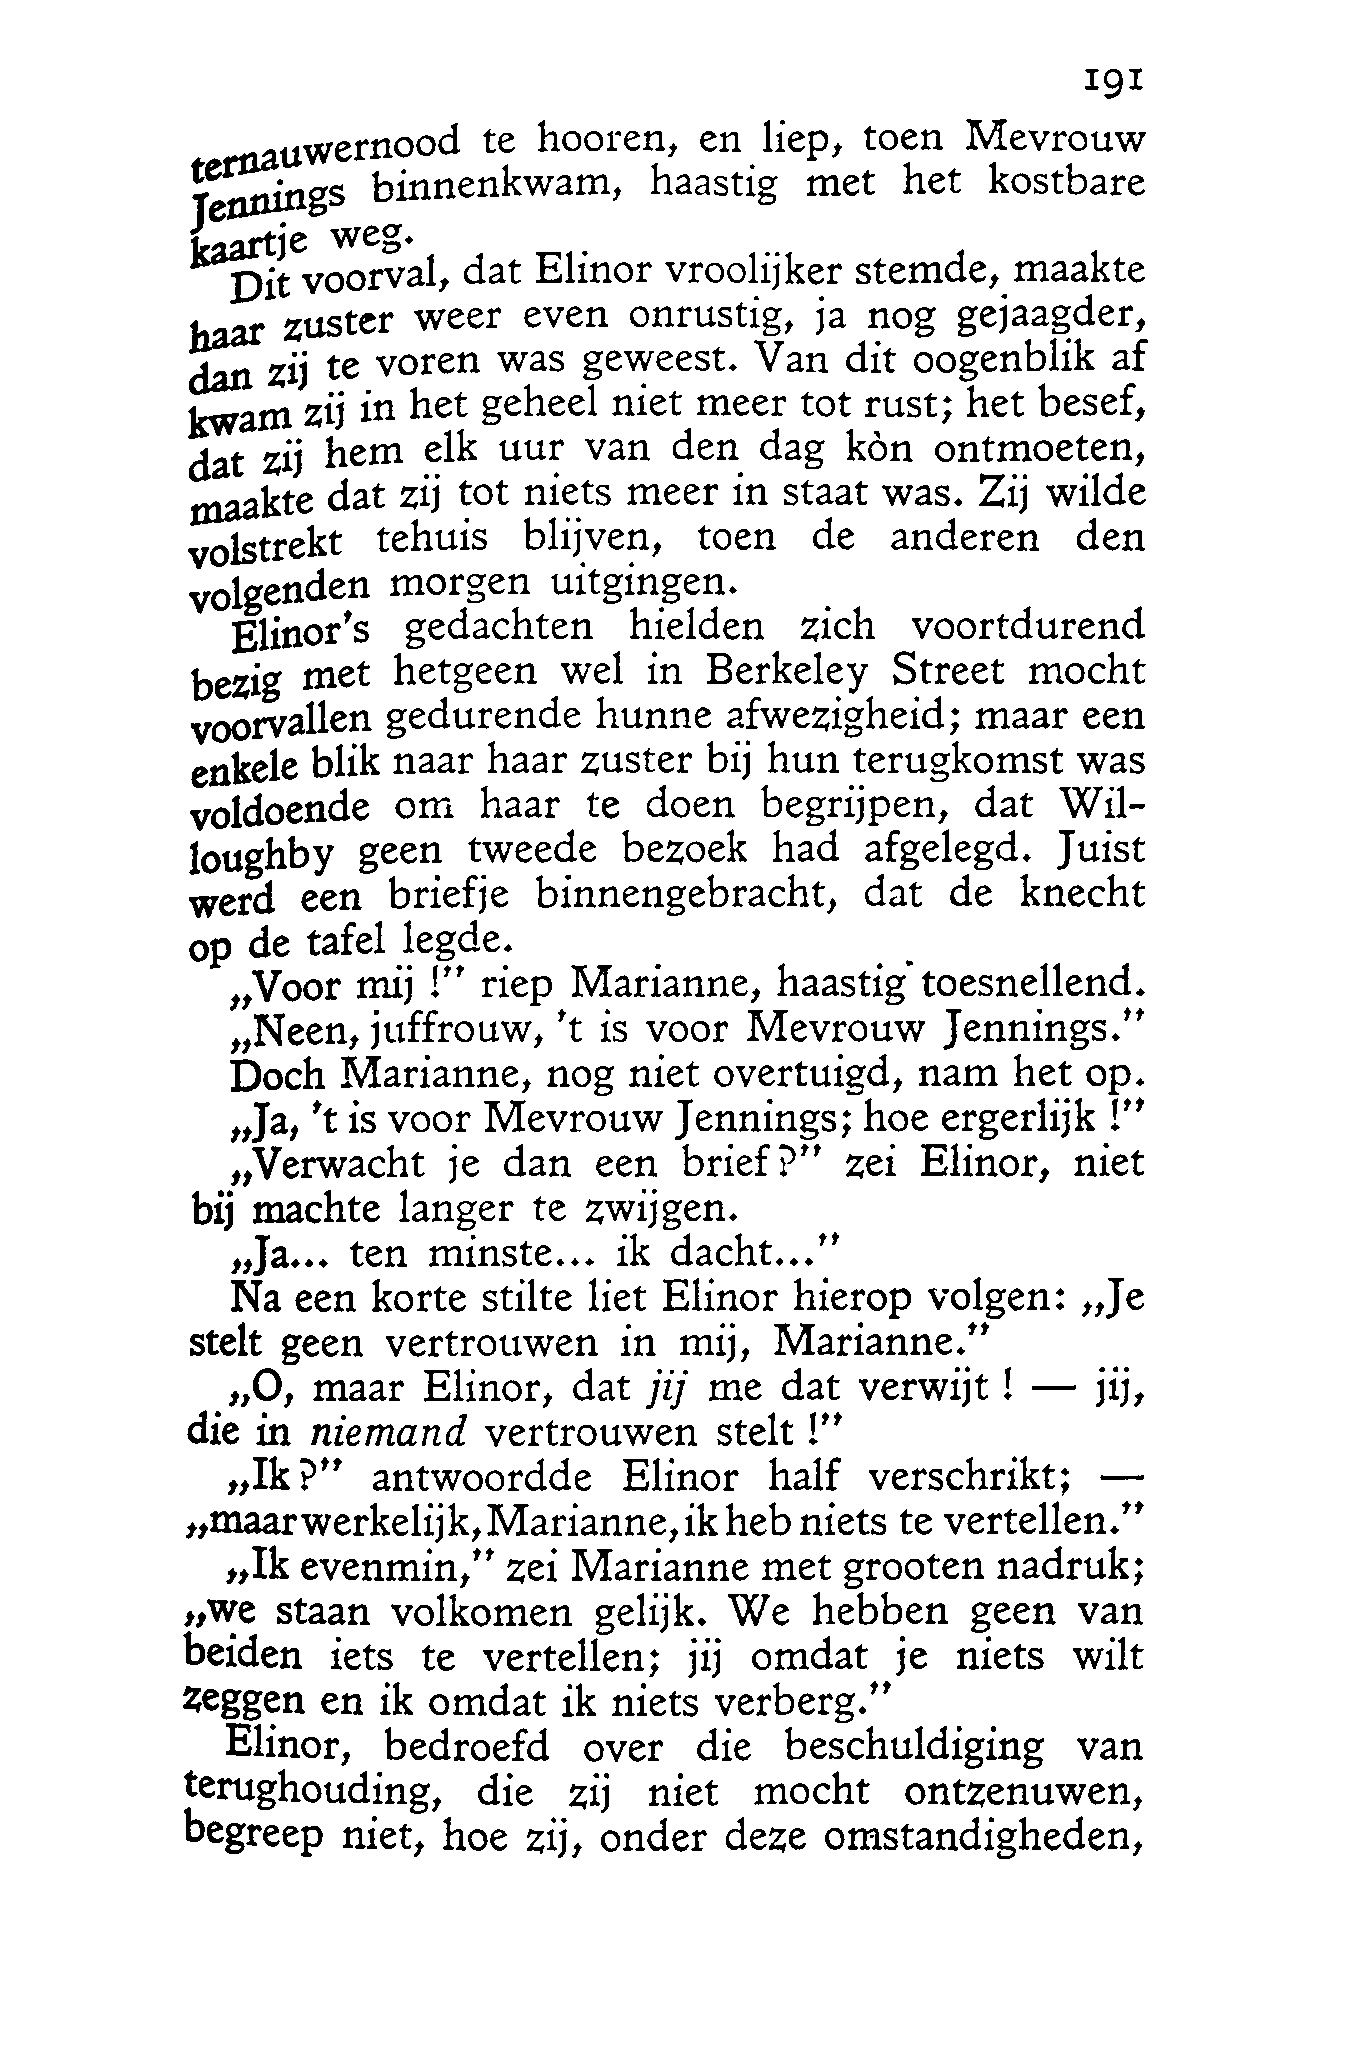 191
ternauwernood te hooren, en liep, toen Mevrouw
Jennings binnenkwam, haastig met het kostbare
kaartje weg.
Dit voorval, dat Elinor vroolijker stemde, maakte
haar zuster weer even onrustig, ja nog gejaagder,
dan zij te voren was geweest. Van dit oogenblik af
kwam zij in het geheel niet meer tot rust; het besef,
dat zij hem elk uur van den dag kòn ontmoeten,
maakte dat zij tot niets meer in staat was. Zij wilde
volstrekt tehuis blijven, toen de anderen den
volgenden morgen uitgingen.
Elinor's gedachten hielden zich voortdurend
bezig met hetgeen wel in Berkeley Street mocht
voorvallen gedurende hunne afwezigheid; maar een
enkele blik naar haar zuster bij hun terugkomst was
voldoende om haar te doen begrijpen, dat Wil-
loughby geen tweede bezoek had afgelegd. Juist
werd een briefje binnengebracht, dat de knecht
op de tafel legde.
„Voor mij !” riep Marianne, haastig toesnellend.
„Neen, juffrouw, 't is voor Mevrouw Jennings.”
Doch Marianne, nog niet overtuigd, nam het op.
„Ja, 't is voor Mevrouw Jennings; hoe ergerlijk !”
„Verwacht je dan een brief?” zei Elinor, niet
bij machte langer te zwijgen.
„Ja... ten minste... ik dacht...”
Na een korte stilte liet Elinor hierop volgen: „Je
stelt geen vertrouwen in mij, Marianne.”
„O, maar Elinor, dat jij me dat verwijt ! — jij,
die in niemand vertrouwen stelt !”
„Ik?” antwoordde Elinor half verschrikt; —
„maar werkelijk, Marianne, ik heb niets te vertellen.”
„Ik evenmin,” zei Marianne met grooten nadruk;
„we staan volkomen gelijk. We hebben geen van
beiden iets te vertellen; jij omdat je niets wilt
zeggen en ik omdat ik niets verberg.”
Elinor, bedroefd over die beschuldiging van
terughouding, die zij niet mocht ontzenuwen,
begreep niet, hoe zij, onder deze omstandigheden,